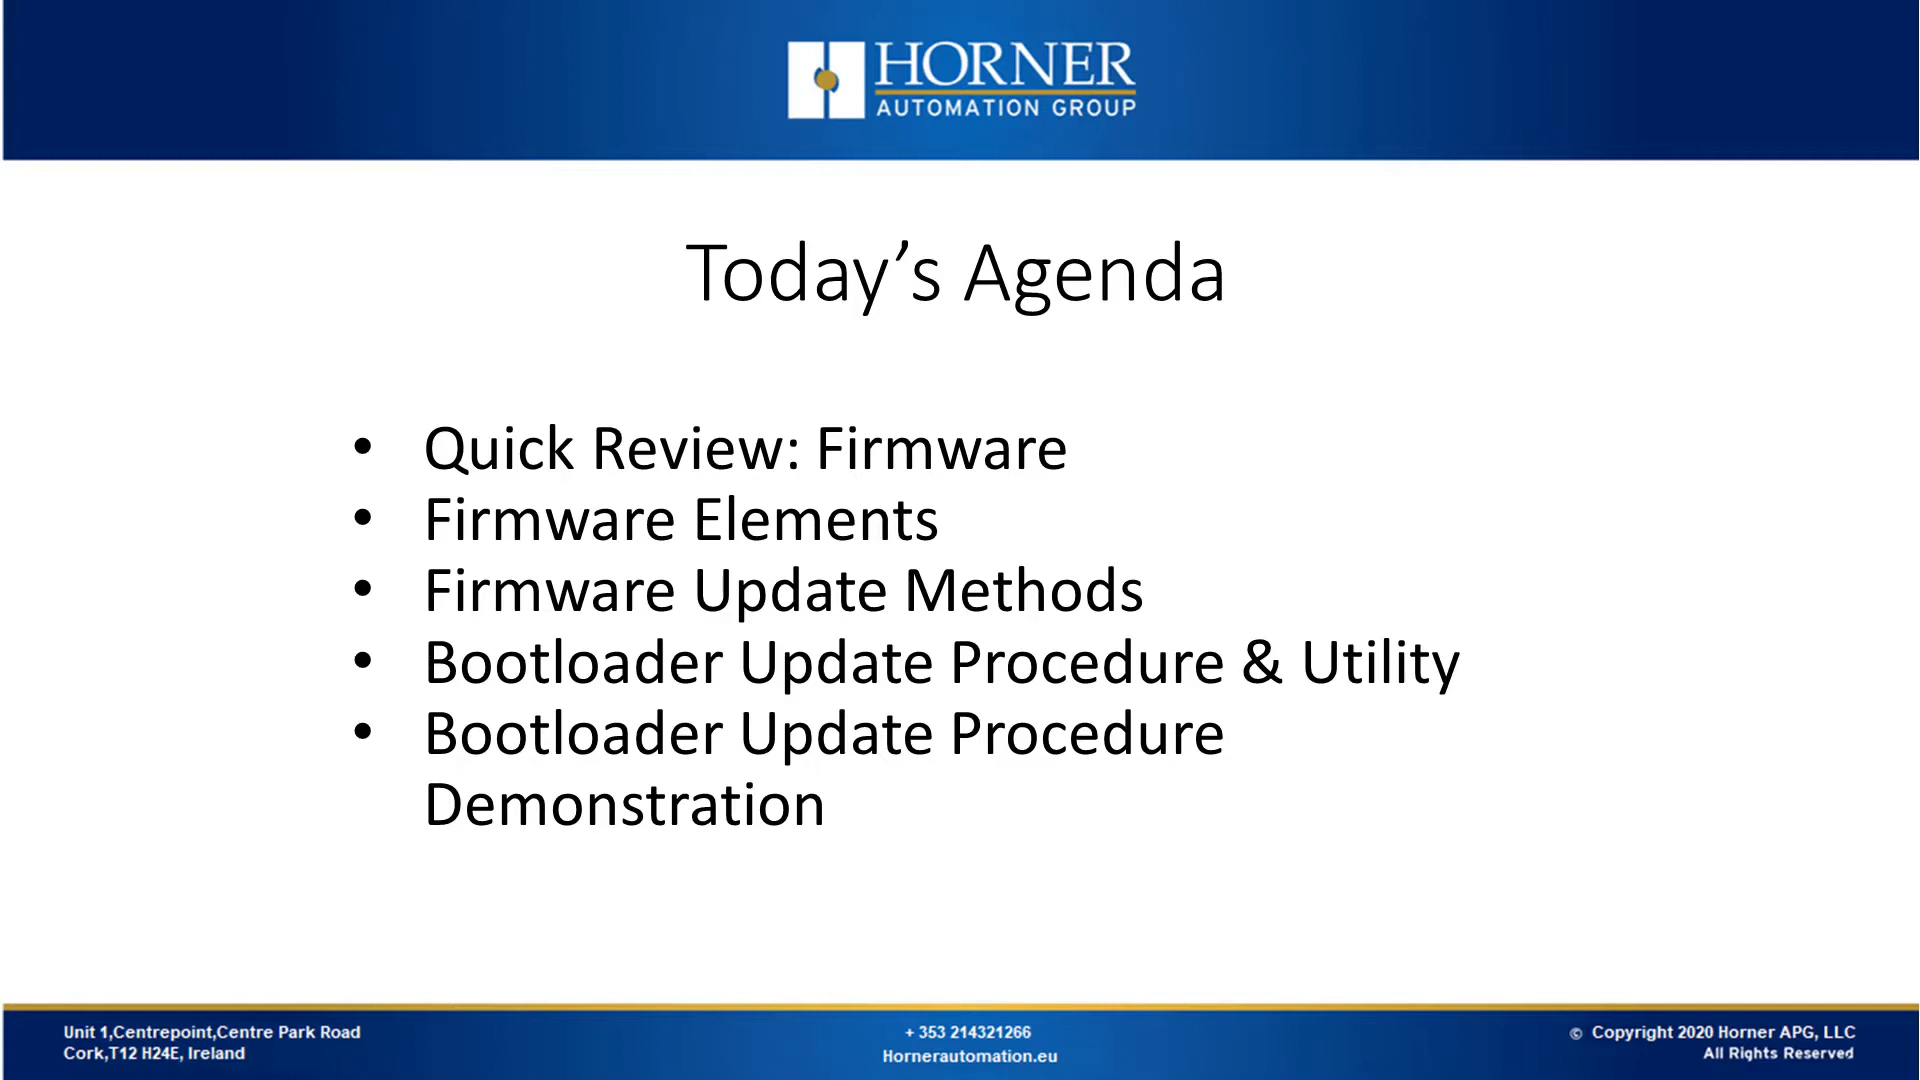 HORNER
AUTOMATION GROUP
Today’s Agenda
• Quick Review: Firmware
• Firmware Elements
• Firmware Update Methods
• Bootloader Update Procedure & Utility
• Bootloader Update Procedure
Demonstration
Unit 1,Centrepoint,Centre Park Road
Cork,T12 H24E, Ireland
+ 353 214321266
Hornerautomation.eu
© Copyright 2020 Horner APG, LLC
All Rights Reserved